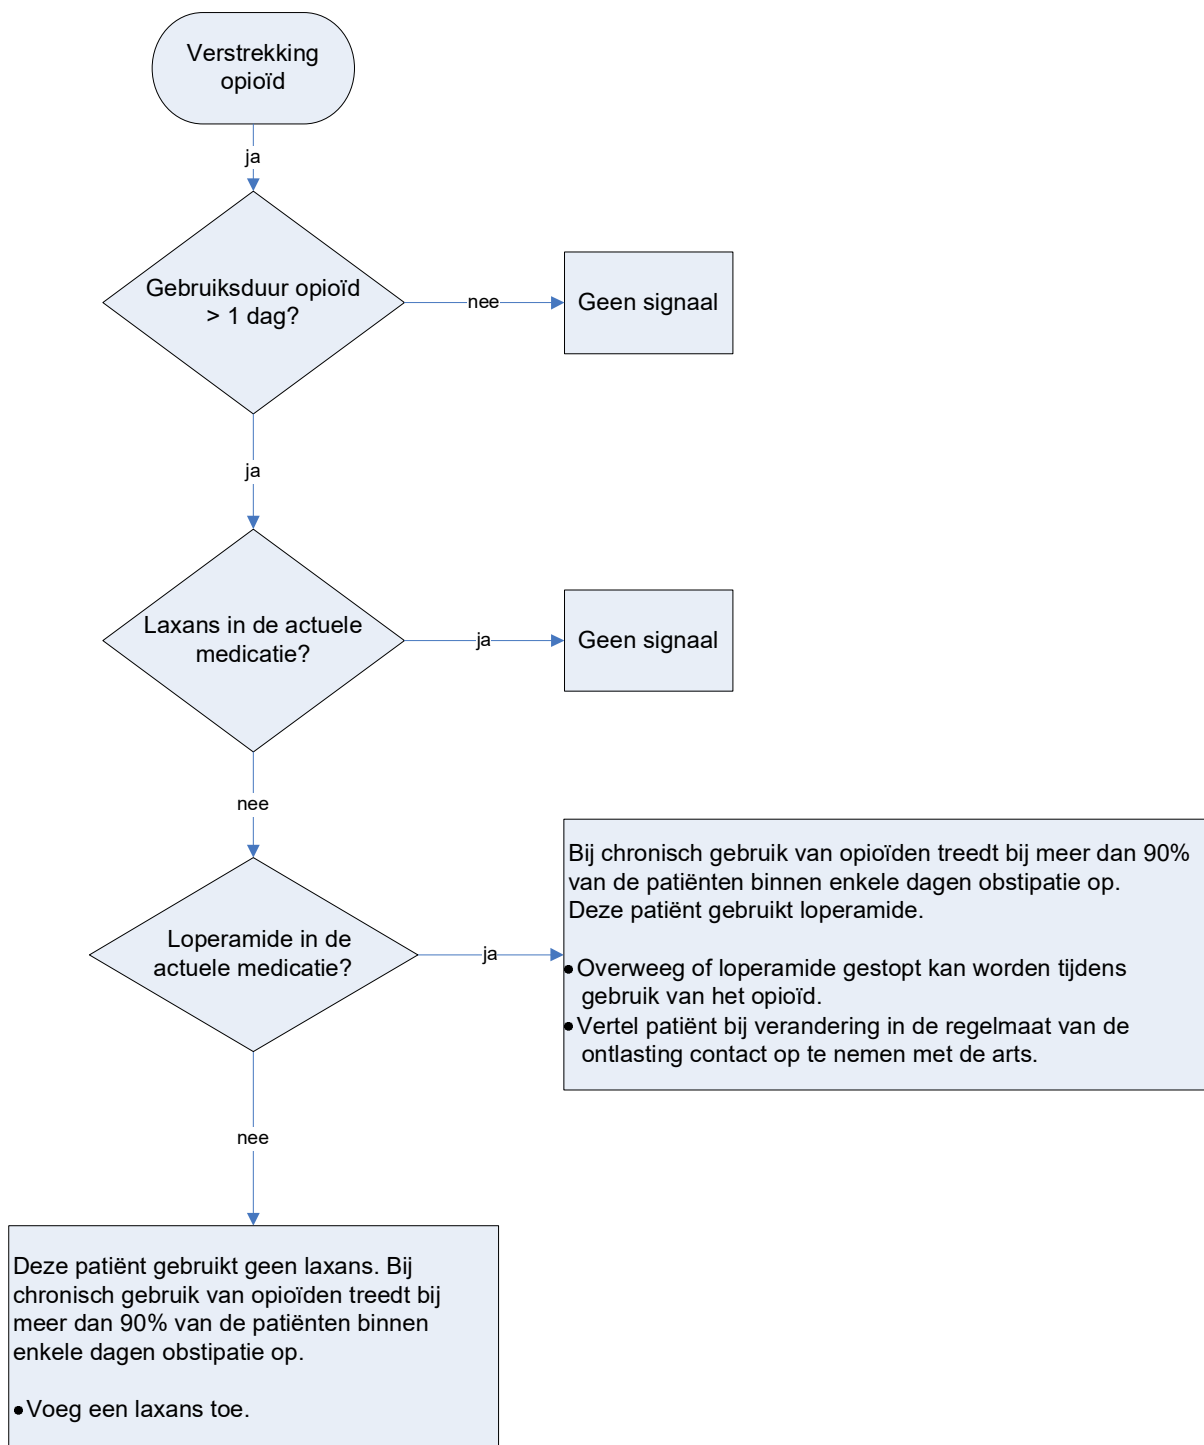 Verstrekking
opioïd
ja
Gebruiksduur opioïd
> 1 dag?
nee
Geen signaal
ja
Laxans in de actuele
medicatie?
ja
Geen signaal
nee
Loperamide in de
actuele medicatie?
ja
Bij chronisch gebruik van opioïden treedt bij meer dan 90%
van de patiënten binnen enkele dagen obstipatie op.
Deze patiënt gebruikt loperamide.
•Overweeg of loperamide gestopt kan worden tijdens
gebruik van het opioïd.
•Vertel patiënt bij verandering in de regelmaat van de
ontlasting contact op te nemen met de arts.
nee
Deze patiënt gebruikt geen laxans. Bij
chronisch gebruik van opioïden treedt bij
meer dan 90% van de patiënten binnen
enkele dagen obstipatie op.
•Voeg een laxans toe.